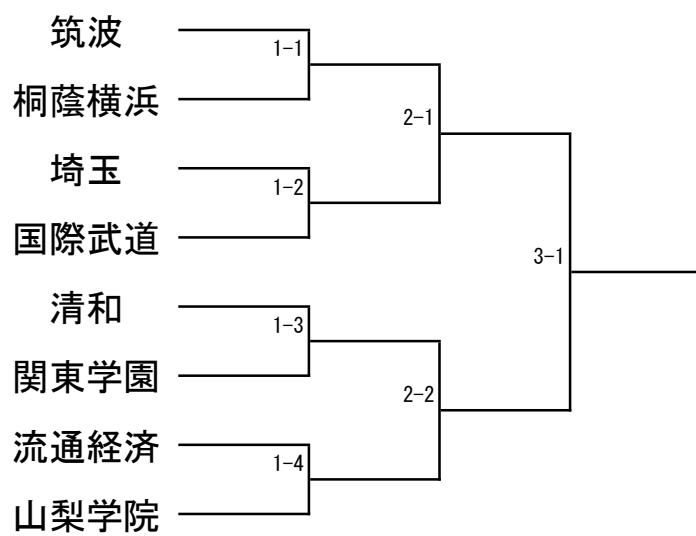 筑波
1-1
桐蔭横浜
2-1
埼玉
1-2
国際武道
3-1
清和
1-3
関東学園
2-2
流通経済
1-4
山梨学院